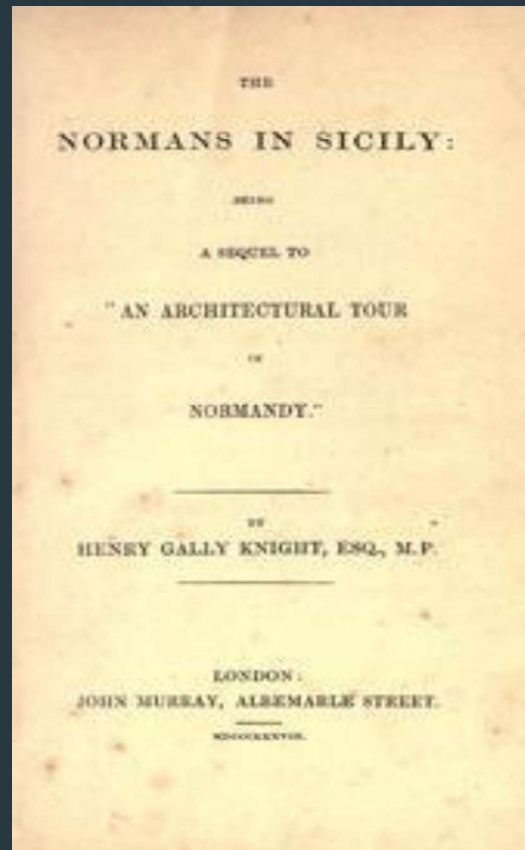 THE
NORMANS IN SICILY:
BEING
A SEQUEL TO
"AN ARCHITECTURAL TOUR
IN
NORMANDY."
BY
HENRY GALLY KNIGHT, ESQ., M.P.
LONDON:
JOHN MURRAY, ALBEMARLE STREET.